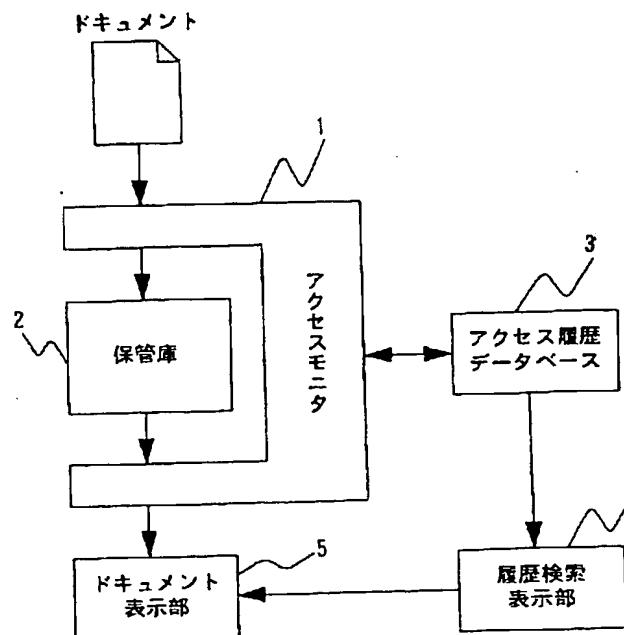 ドキュメント
1
アクセスモニタ
3
アクセス履歴
データベース
2
保管庫
5
ドキュメント
表示部
履歴検索
表示部